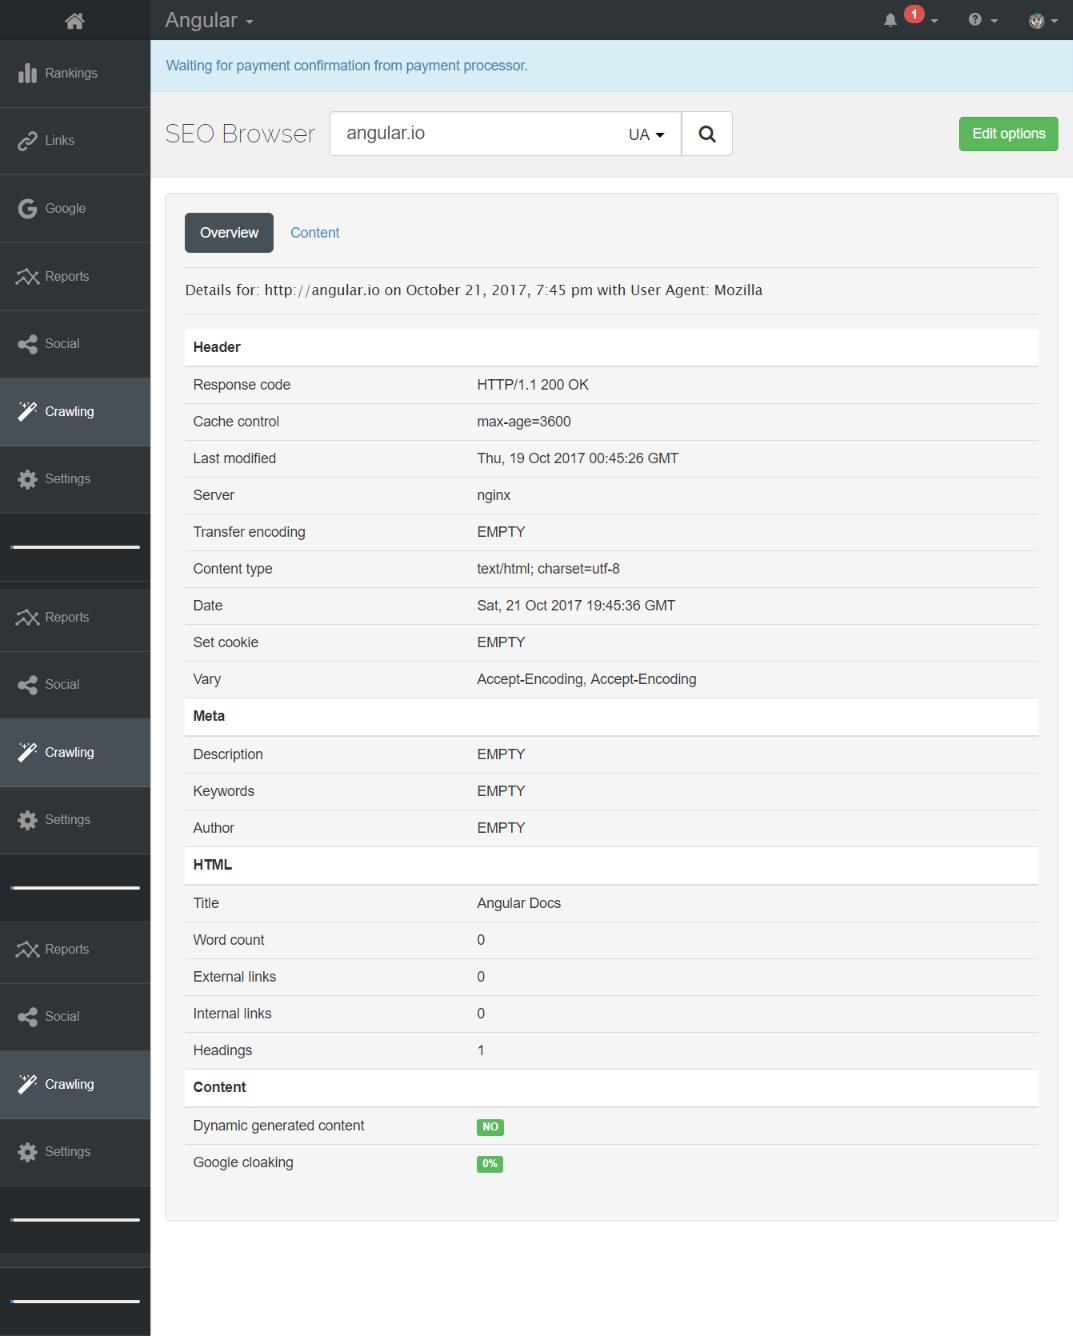 Angular
1
Rankings
Links
Google
Reports
Social
Crawling
Settings
Reports
Social
Crawling
Settings
Reports
Social
Crawling
Settings
Waiting for payment confirmation from payment processor.
SEO Browser
angular.io
UA
Edit options
Overview
Content
Details for: http://angular.io on October 21, 2017, 7:45 pm with User Agent: Mozilla
Header
Response code HTTP/1.1 200 OK
Cache control max-age=3600
Last modified Thu, 19 Oct 2017 00:45:26 GMT
Server nginx
Transfer encoding EMPTY
Content type text/html; charset=utf-8
Date Sat, 21 Oct 2017 19:45:36 GMT
Set cookie EMPTY
Vary Accept-Encoding, Accept-Encoding
Meta
Description EMPTY
Keywords EMPTY
Author EMPTY
HTML
Title Angular Docs
Word count 0
External links 0
Internal links 0
Headings 1
Content
Dynamic generated content NO
Google cloaking 0%